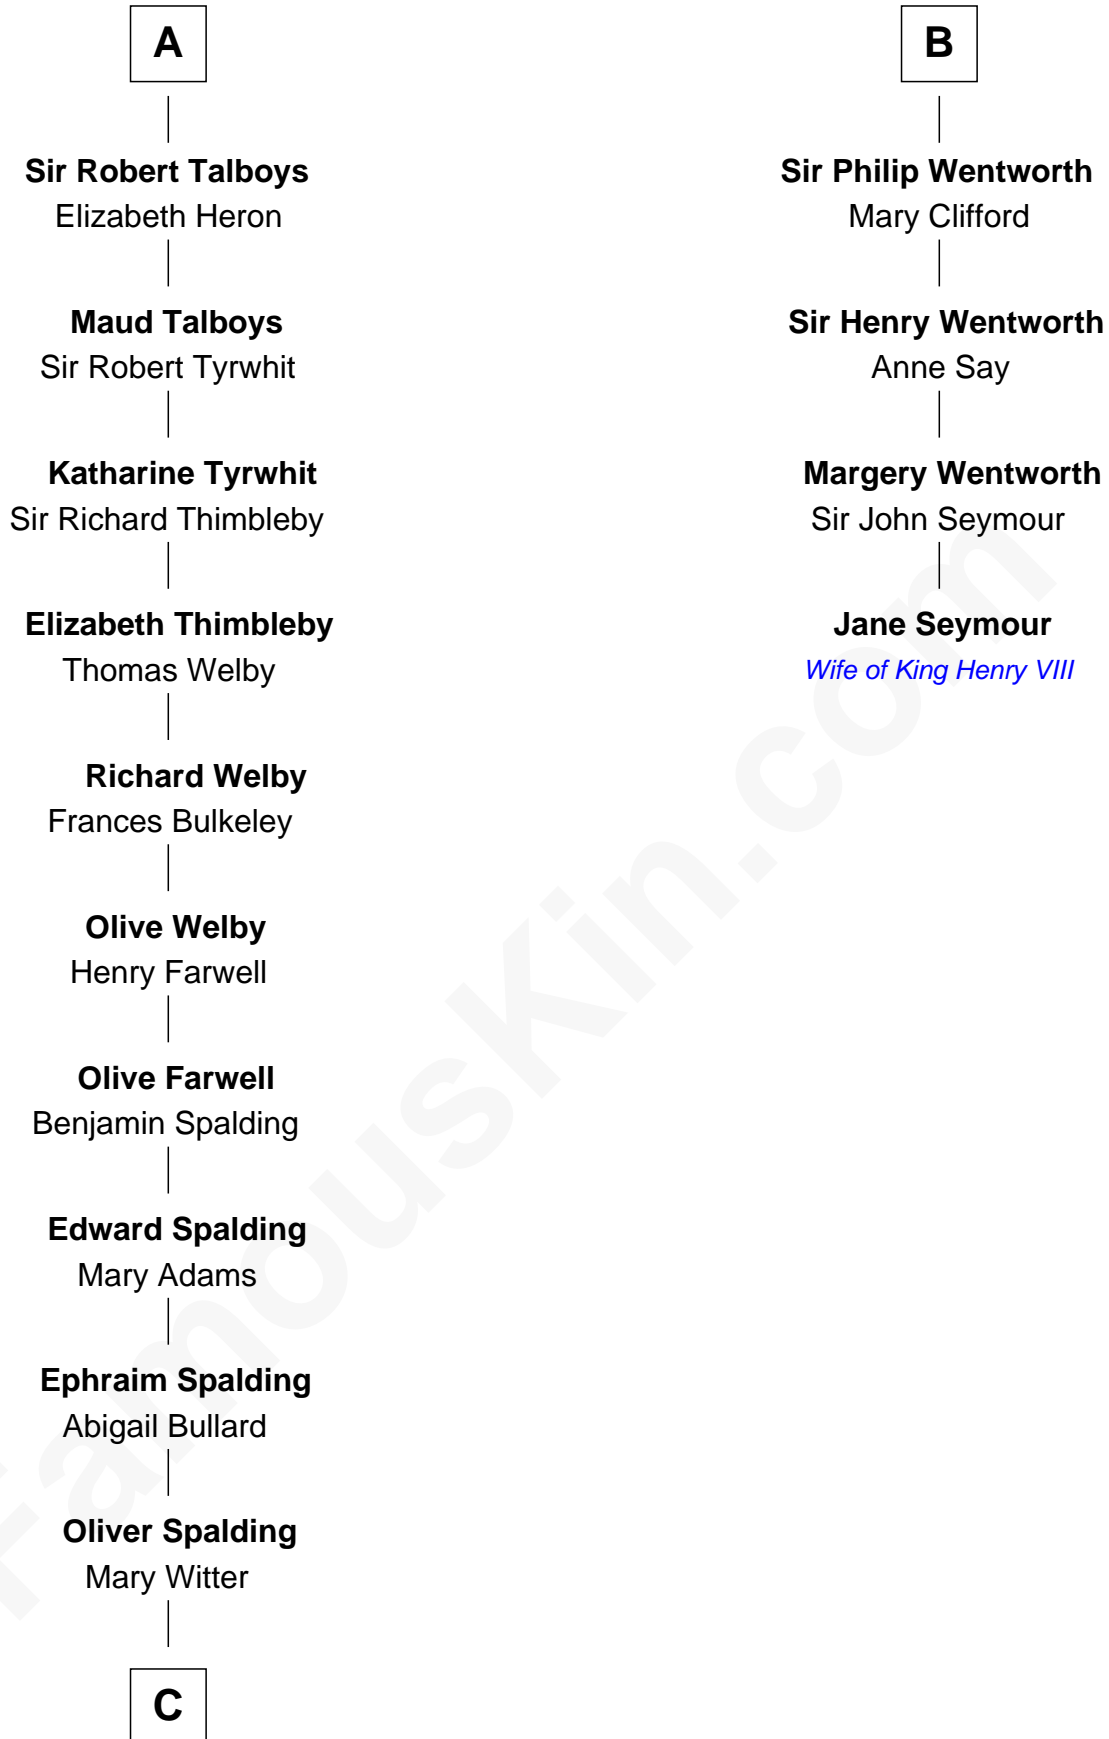 A
Sir Robert Talboys
Elizabeth Heron
Maud Talboys
Sir Robert Tyrwhit
Katharine Tyrwhit
Sir Richard Thimbleby
Elizabeth Thimbleby
Thomas Welby
Richard Welby
Frances Bulkeley
Olive Welby
Henry Farwell
Olive Farwell
Benjamin Spalding
Edward Spalding
Mary Adams
Ephraim Spalding
Abigail Bullard
Oliver Spalding
Mary Witter
C
B
Sir Philip Wentworth
Mary Clifford
Sir Henry Wentworth
Anne Say
Margery Wentworth
Sir John Seymour
Jane Seymour
Wife of King Henry VIII
FamousKin.com